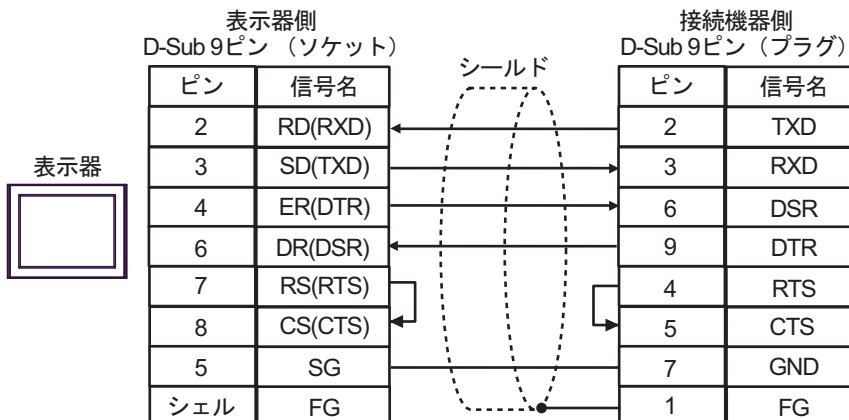 表示器側
D-Sub 9ピン （ソケット）
接続機器側
D-Sub 9ピン（プラグ）
シールド
表示器
ピン 信号名 ピン 信号名
2 RD(RXD) 2 TXD
3 SD(TXD) 3 RXD
4 ER(DTR) 6 DSR
6 DR(DSR) 9 DTR
7 RS(RTS) 4 RTS
8 CS(CTS) 5 CTS
5 SG 7 GND
シェル FG 1 FG